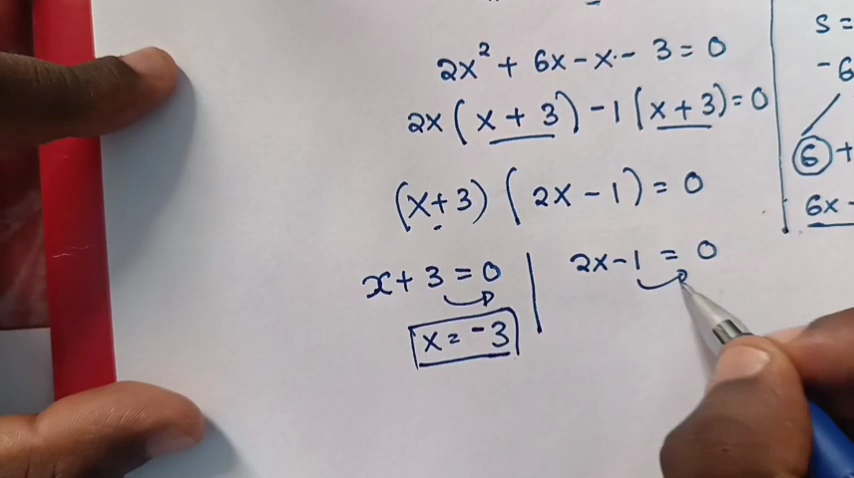 2x² + 6x - x - 3 = 0
2x (x + 3) - 1 (x + 3) = 0
(x + 3) (2x - 1) = 0
x + 3 = 0
x = -3
2x - 1 = 0
S =
-6
6 +
6x -